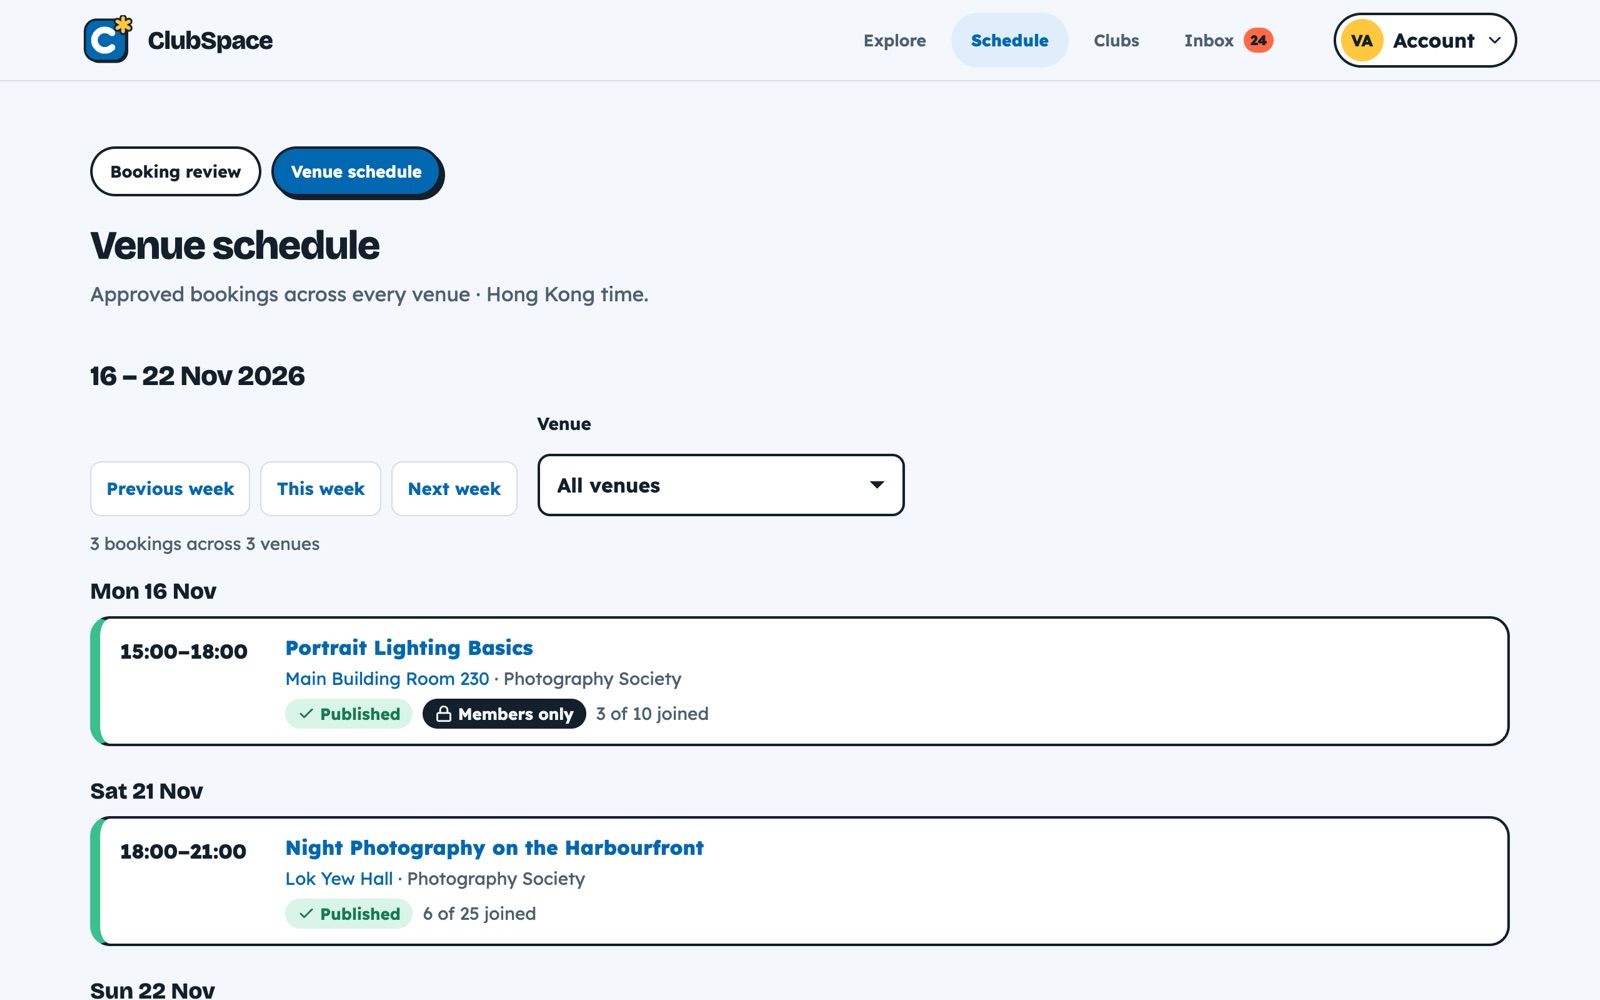 ClubSpace
Explore
Schedule
Clubs
Inbox 24
VA Account
Booking review
Venue schedule
Venue schedule
Approved bookings across every venue · Hong Kong time.
16 – 22 Nov 2026
Venue
Previous week
This week
Next week
All venues
3 bookings across 3 venues
Mon 16 Nov
15:00–18:00
Portrait Lighting Basics
Main Building Room 230 · Photography Society
Published
Members only
3 of 10 joined
Sat 21 Nov
18:00–21:00
Night Photography on the Harbourfront
Lok Yew Hall · Photography Society
Published
6 of 25 joined
Sun 22 Nov